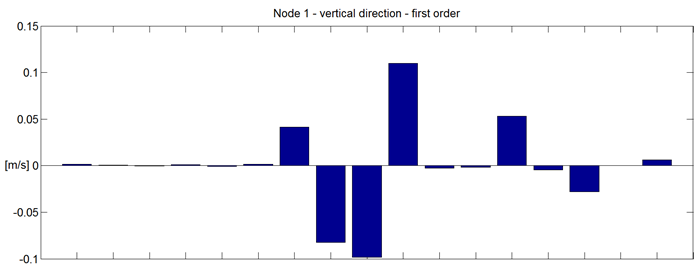 Node 1 - vertical direction - first order
0.15
0.1
0.05
[m/s] 0
-0.05
-0.1